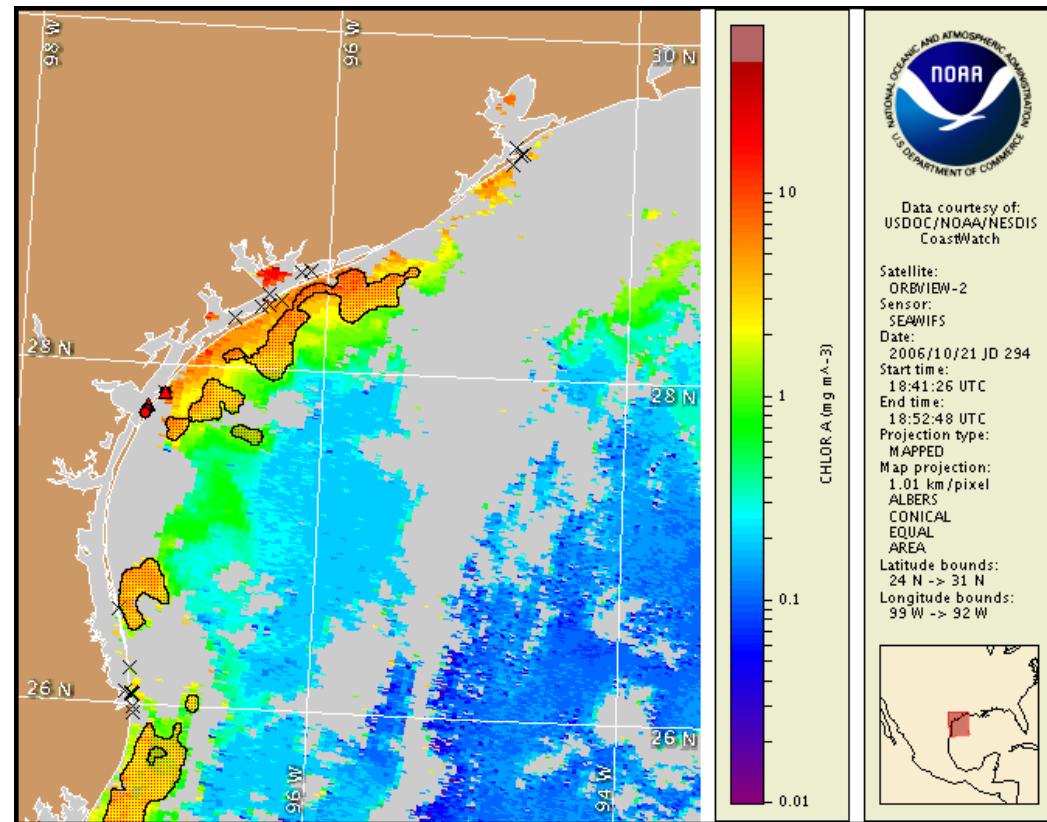 98 W
96 W
30 N
28 N
28 N
26 N
26 N
96 W
94 W
10
1
0.1
0.01
CHLOR A (mg m^-3)
NATIONAL OCEANIC AND ATMOSPHERIC ADMINISTRATION
NOAA
U.S. DEPARTMENT OF COMMERCE
Data courtesy of:
USDOC/NOAA/NESDIS
CoastWatch
Satellite:
ORBVIEW-2
Sensor:
SEAWIFS
Date:
2006/10/21 JD 294
Start time:
18:41:26 UTC
End time:
18:52:48 UTC
Projection type:
MAPPED
Map projection:
1.01 km/pixel
ALBERS
CONICAL
EQUAL
AREA
Latitude bounds:
24 N -> 31 N
Longitude bounds:
99 W -> 92 W